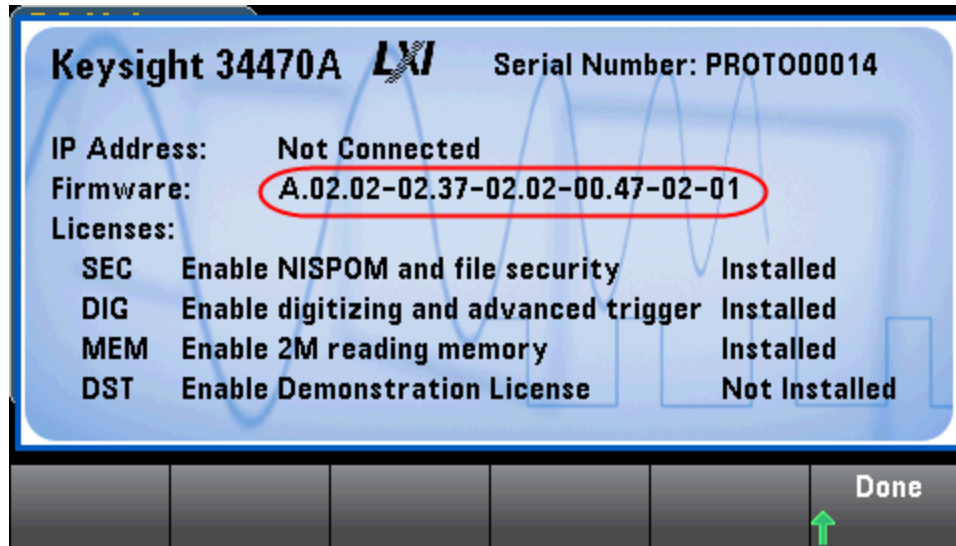 Keysight 34470A LXI Serial Number: PROTO00014
IP Address: Not Connected
Firmware: A.02.02-02.37-02.02-00.47-02-01
Licenses:
SEC Enable NISPOM and file security Installed
DIG Enable digitizing and advanced trigger Installed
MEM Enable 2M reading memory Installed
DST Enable Demonstration License Not Installed
Done